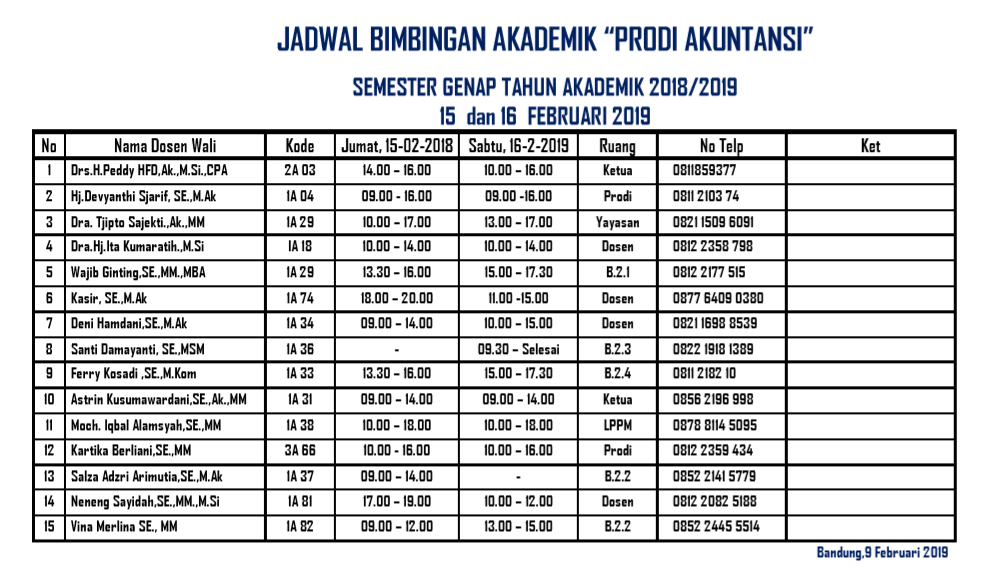 JADWAL BIMBINGAN AKADEMIK “PRODI AKUNTANSI”
SEMESTER GENAP TAHUN AKADEMIK 2018/2019
15 dan 16 FEBRUARI 2019
No Nama Dosen Wali Kode Jumat, 15-02-2018 Sabtu, 16-2-2019 Ruang No Telp Ket
1 Drs.H.Peddy HFD,Ak.,M.Si.,CPA 2A 03 14.00 – 16.00 10.00 – 16.00 Ketua 0811859377
2 Hj.Devyanthi Sjarif, SE.,M.Ak 1A 04 09.00 - 16.00 09.00 -16.00 Prodi 0811 2103 74
3 Dra. Tjipto Sajekti.,Ak.,MM 1A 29 10.00 – 17.00 13.00 – 17.00 Yayasan 0821 1509 6091
4 Dra.Hj.Ita Kumaratih.,M.Si 1A 18 10.00 – 14.00 10.00 – 14.00 Dosen 0812 2358 798
5 Wajib Ginting,SE.,MM.,MBA 1A 29 13.30 – 16.00 15.00 – 17.30 B.2.1 0812 2177 515
6 Kasir, SE.,M.Ak 1A 74 18.00 – 20.00 11.00 -15.00 Dosen 0877 6409 0380
7 Deni Hamdani,SE.,M.Ak 1A 34 09.00 – 14.00 10.00 – 15.00 Dosen 0821 1698 8539
8 Santi Damayanti, SE.,MSM 1A 36 - 09.30 – Selesai B.2.3 0822 1918 1389
9 Ferry Kosadi ,SE.,M.Kom 1A 33 13.30 – 16.00 15.00 – 17.30 B.2.4 0811 2182 10
10 Astrin Kusumawardani,SE.,Ak.,MM 1A 31 09.00 – 14.00 09.00 – 14.00 Ketua 0856 2196 998
11 Moch. Iqbal Alamsyah,SE.,MM 1A 38 10.00 – 18.00 10.00 – 18.00 LPPM 0878 8114 5095
12 Kartika Berliani,SE.,MM 3A 66 10.00 - 16.00 10.00 – 16.00 Prodi 0812 2359 434
13 Salza Adzri Arimutia,SE.,M.Ak 1A 37 09.00 – 14.00 - B.2.2 0852 2141 5779
14 Neneng Sayidah,SE.,MM.,M.Si 1A 81 17.00 – 19.00 10.00 – 12.00 Dosen 0812 2082 5188
15 Vina Merlina SE., MM 1A 82 09.00 – 12.00 13.00 – 15.00 B.2.2 0852 2445 5514
Bandung,9 Februari 2019